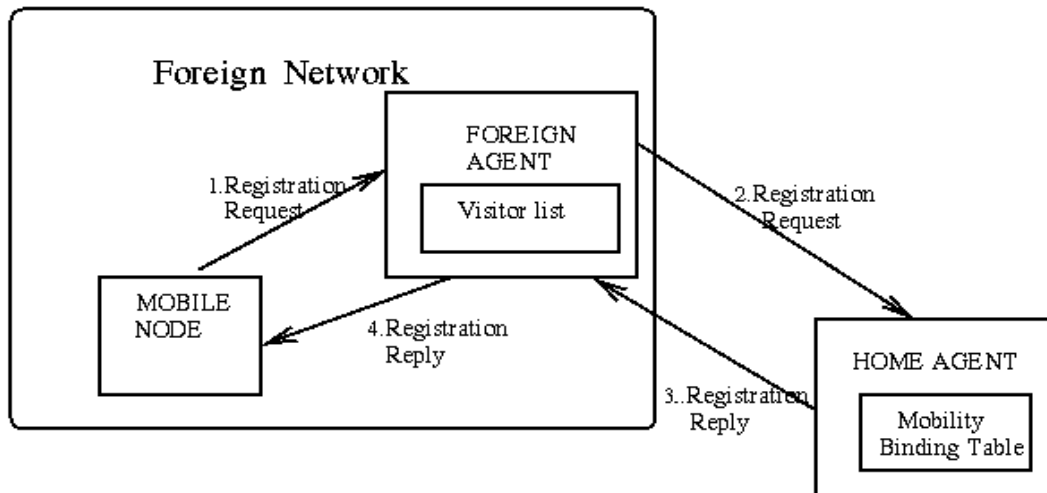 Foreign Network
FOREIGN
AGENT
Visitor list
1.Registration
Request
2.Registration
Request
MOBILE
NODE
4.Registration
Reply
3..Registration
Reply
HOME AGENT
Mobility
Binding Table